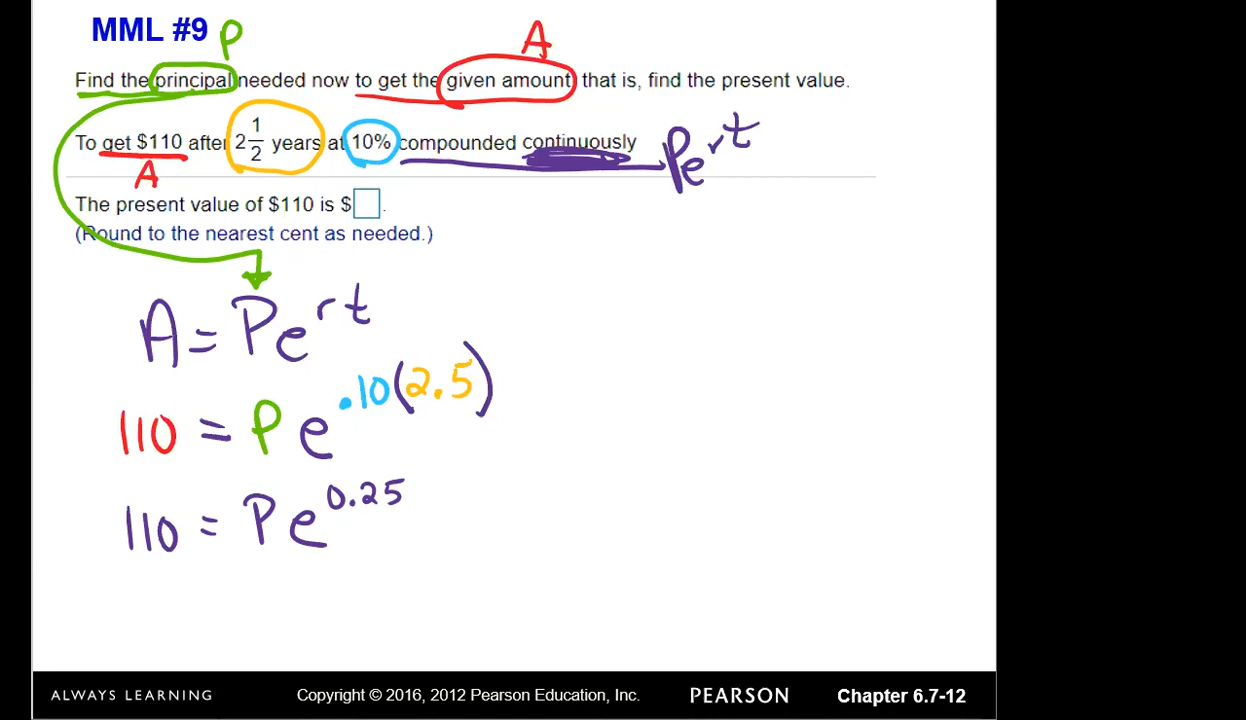 MML #9 P
A
Find the principal needed now to get the given amount, that is, find the present value.
To get $110 after 2 1/2 years at 10% compounded continuously Pe^rt
A
The present value of $110 is $ .
(Round to the nearest cent as needed.)
A = Pe^rt
110 = Pe^.10(2.5)
110 = Pe^0.25
ALWAYS LEARNING Copyright © 2016, 2012 Pearson Education, Inc. PEARSON Chapter 6.7-12